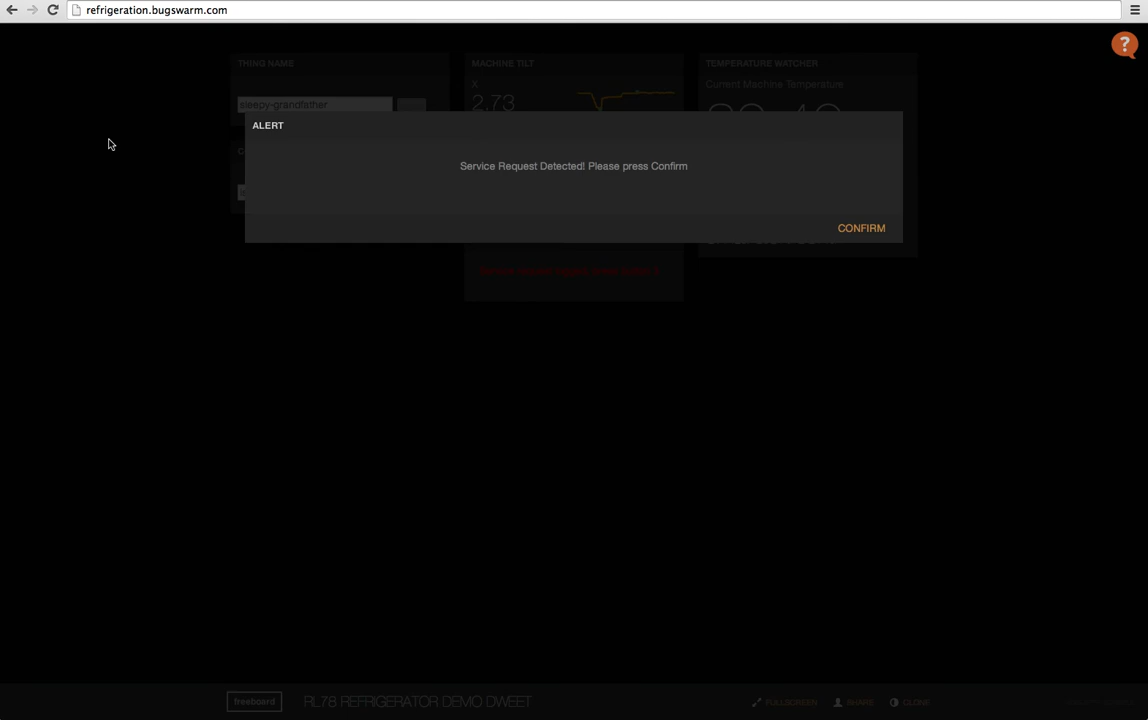 refrigeration.bugswarm.com
?
THING NAME
MACHINE TILT
TEMPERATURE WATCHER
X
Current Machine Temperature
sleepy-grandfather
2.73
ALERT
Service Request Detected! Please press Confirm
CONFIRM
freeboard
RL78 REFRIGERATOR DEMO DWEET
FULLSCREEN
SHARE
CLONE